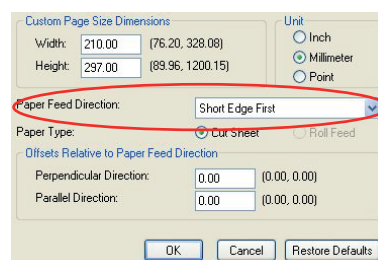 Custom Page Size Dimensions
Unit
Width: 210.00 (76.20, 328.08)
Inch
Height: 297.00 (89.96, 1200.15)
Millimeter
Point
Paper Feed Direction: Short Edge First
Paper Type: Cut Sheet Roll Feed
Offsets Relative to Paper Feed Direction
Perpendicular Direction: 0.00 (0.00, 0.00)
Parallel Direction: 0.00 (0.00, 0.00)
OK Cancel Restore Defaults